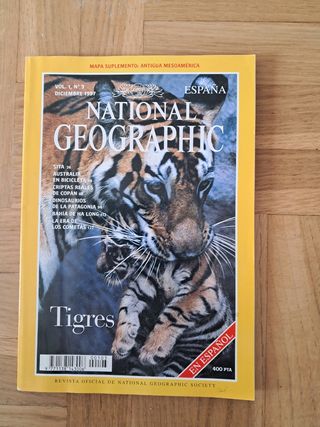 MAPA SUPLEMENTO: ANTIGUA MESOAMÉRICA
VOL. 1, Nº 3
DICIEMBRE 1997
ESPAÑA
NATIONAL
GEOGRAPHIC
SITA
AUSTRALIA
EN BICICLETA
CRIPTAS REALES
DE COPÁN
DINOSAURIOS
DE LA PATAGONIA
BAHÍA DE HA LONG
LA ERA DE
LOS COMETAS
Tigres
EN ESPAÑOL
400 PTA
REVISTA OFICIAL DE NATIONAL GEOGRAPHIC SOCIETY